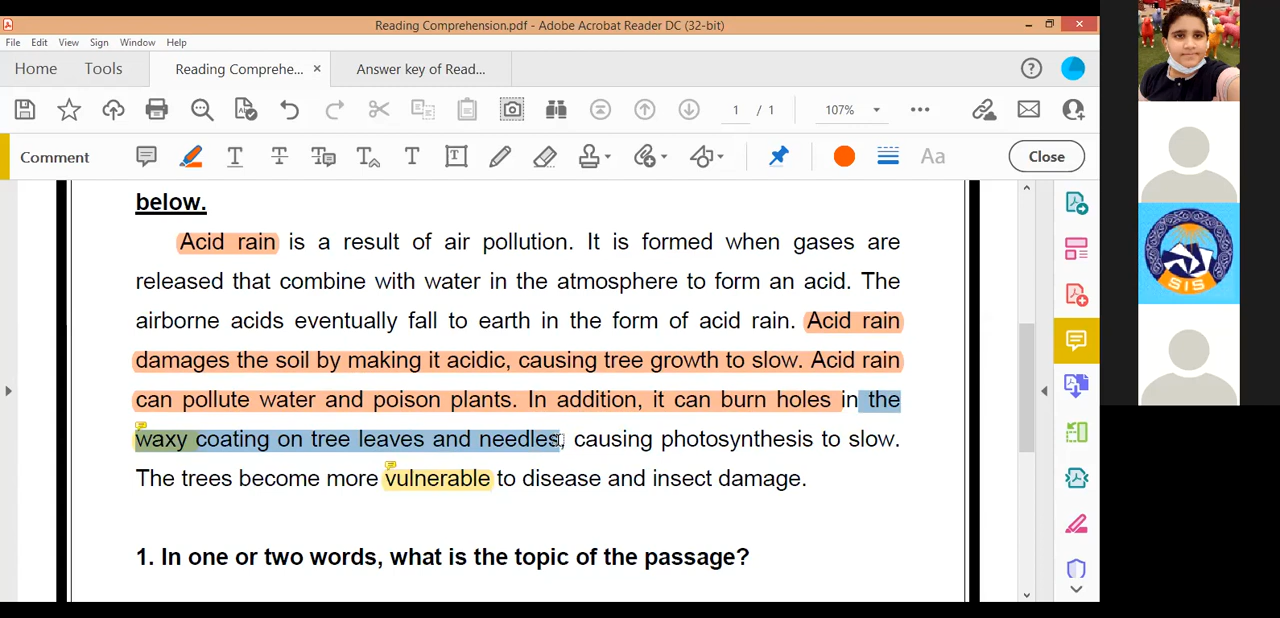 Reading Comprehension.pdf - Adobe Acrobat Reader DC (32-bit)
File Edit View Sign Window Help
Home Tools Reading Comprehe... × Answer key of Read...
1 / 1 107%
Comment Aa Close
below.
Acid rain is a result of air pollution. It is formed when gases are
released that combine with water in the atmosphere to form an acid. The
airborne acids eventually fall to earth in the form of acid rain. Acid rain
damages the soil by making it acidic, causing tree growth to slow. Acid rain
can pollute water and poison plants. In addition, it can burn holes in the
waxy coating on tree leaves and needles, causing photosynthesis to slow.
The trees become more vulnerable to disease and insect damage.
1. In one or two words, what is the topic of the passage?
SIS